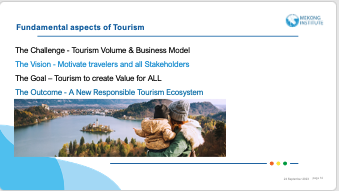 Fundamental aspects of Tourism
MEKONG
INSTITUTE
The Challenge - Tourism Volume & Business Model
The Vision - Motivate travelers and all Stakeholders
The Goal – Tourism to create Value for ALL
The Outcome - A New Responsible Tourism Ecosystem